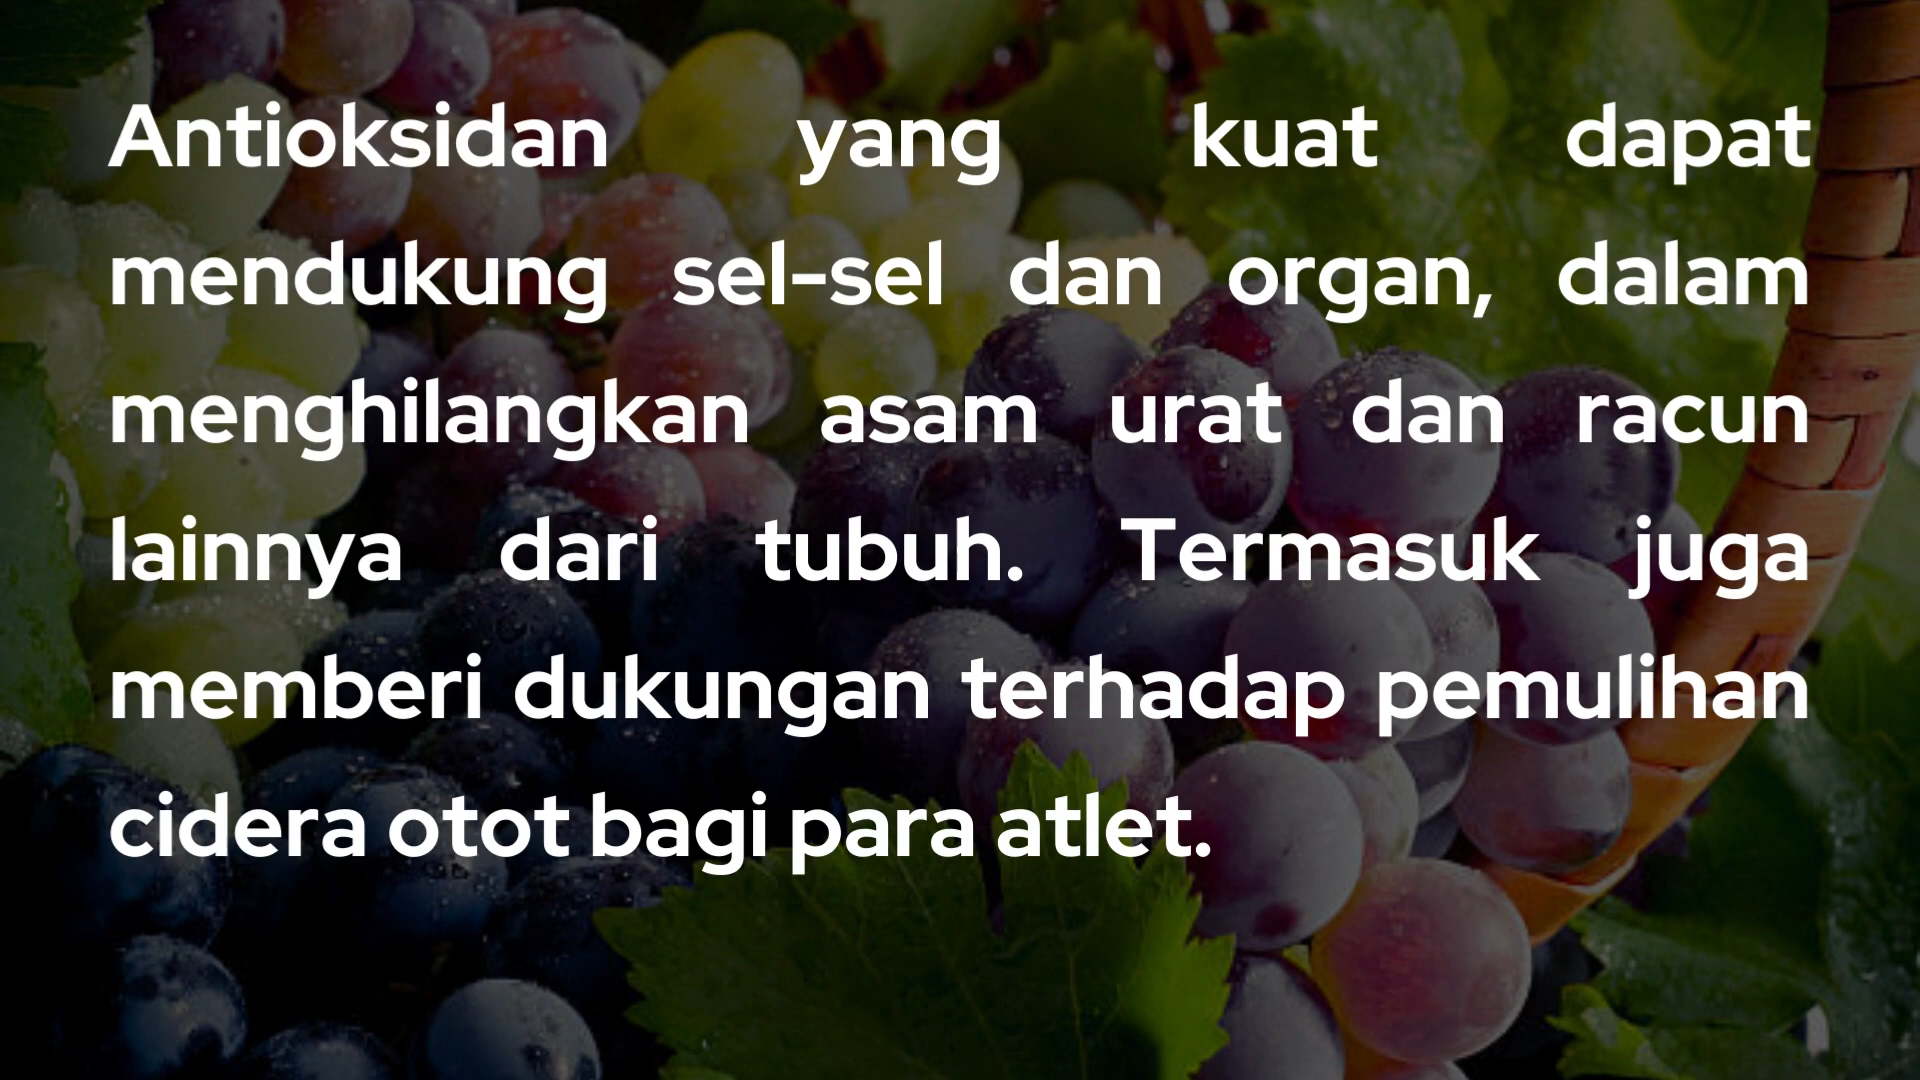 Antioksidan yang kuat dapat
mendukung sel-sel dan organ, dalam
menghilangkan asam urat dan racun
lainnya dari tubuh. Termasuk juga
memberi dukungan terhadap pemulihan
cidera otot bagi para atlet.